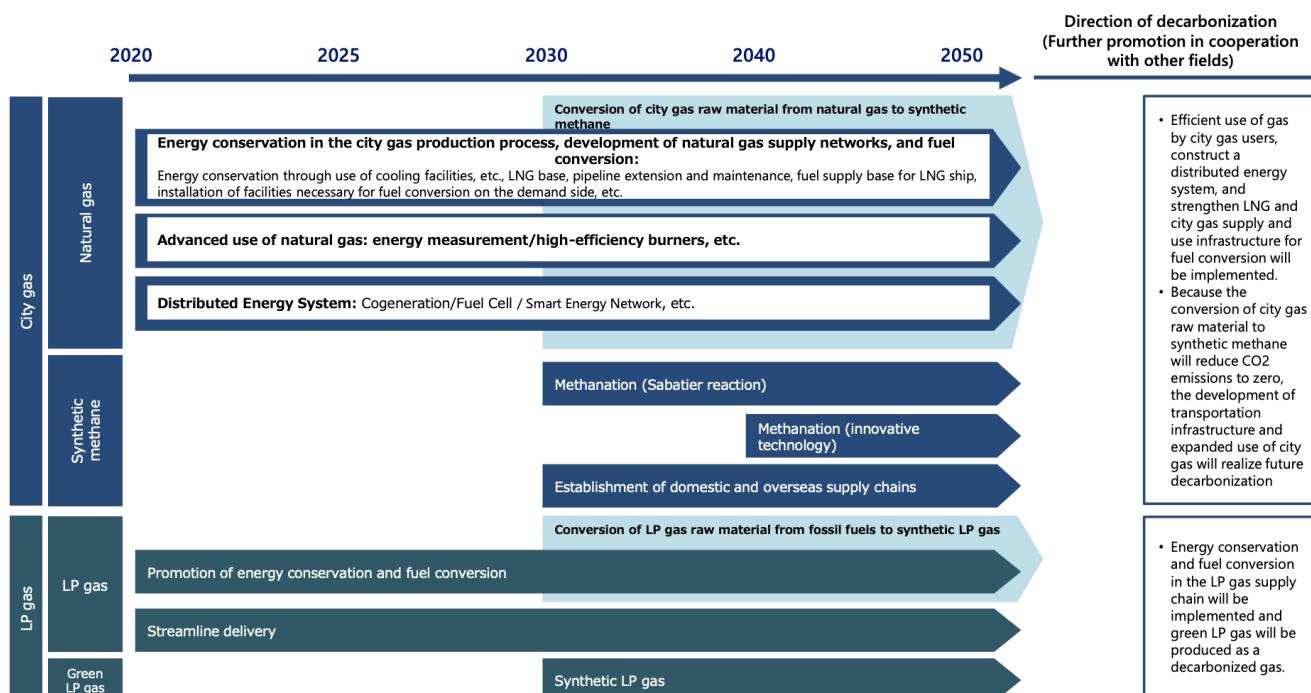 Direction of decarbonization
(Further promotion in cooperation
with other fields)
2020
2025
2030
2040
2050
City gas
Natural gas
Conversion of city gas raw material from natural gas to synthetic
methane
Energy conservation in the city gas production process, development of natural gas supply networks, and fuel
conversion:
Energy conservation through use of cooling facilities, etc., LNG base, pipeline extension and maintenance, fuel supply base for LNG ship,
installation of facilities necessary for fuel conversion on the demand side, etc.
Advanced use of natural gas: energy measurement/high-efficiency burners, etc.
Distributed Energy System: Cogeneration/Fuel Cell / Smart Energy Network, etc.
Synthetic
methane
Methanation (Sabatier reaction)
Methanation (innovative
technology)
Establishment of domestic and overseas supply chains
• Efficient use of gas
by city gas users,
construct a
distributed energy
system, and
strengthen LNG and
city gas supply and
use infrastructure for
fuel conversion will
be implemented.
• Because the
conversion of city gas
raw material to
synthetic methane
will reduce CO2
emissions to zero,
the development of
transportation
infrastructure and
expanded use of city
gas will realize future
decarbonization
LP gas
LP gas
Conversion of LP gas raw material from fossil fuels to synthetic LP gas
Promotion of energy conservation and fuel conversion
Streamline delivery
Green
LP gas
Synthetic LP gas
• Energy conservation
and fuel conversion
in the LP gas supply
chain will be
implemented and
green LP gas will be
produced as a
decarbonized gas.